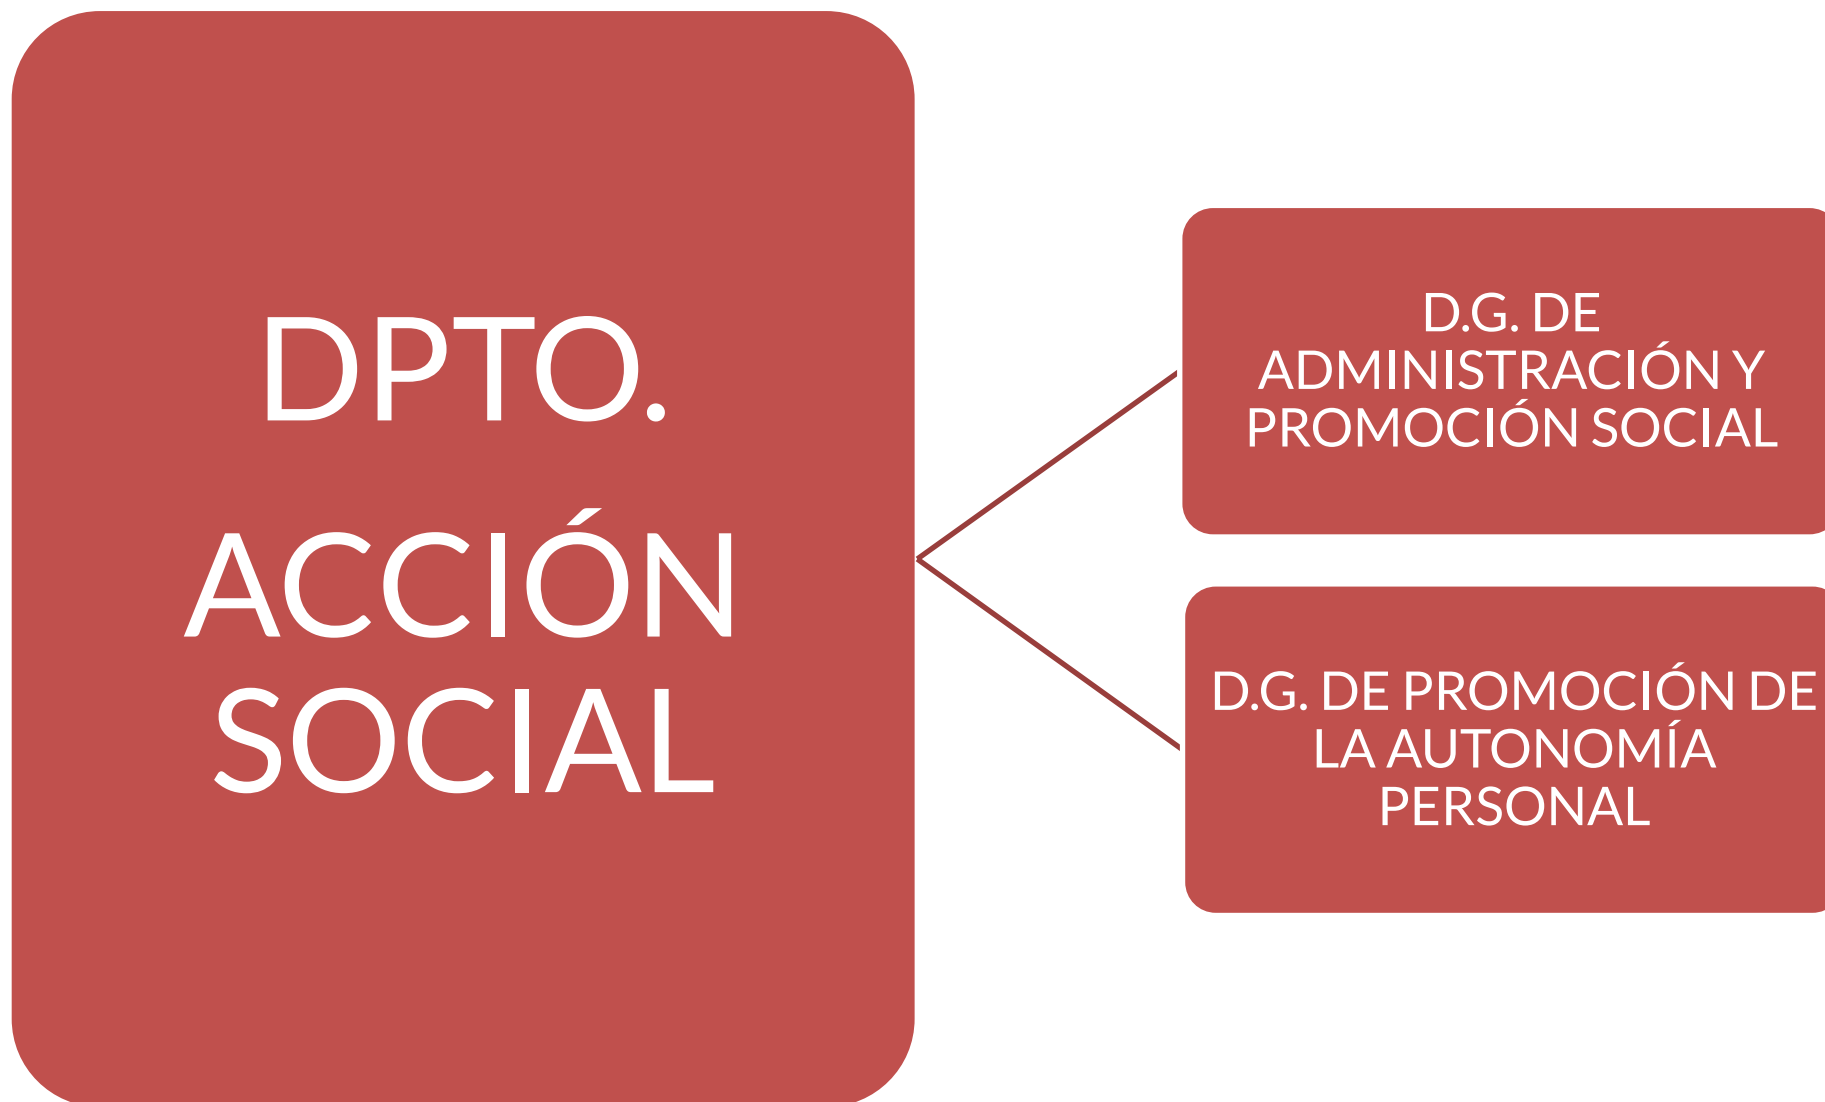 DPTO.
ACCIÓN
SOCIAL
D.G. DE
ADMINISTRACIÓN Y
PROMOCIÓN SOCIAL
D.G. DE PROMOCIÓN DE
LA AUTONOMÍA
PERSONAL